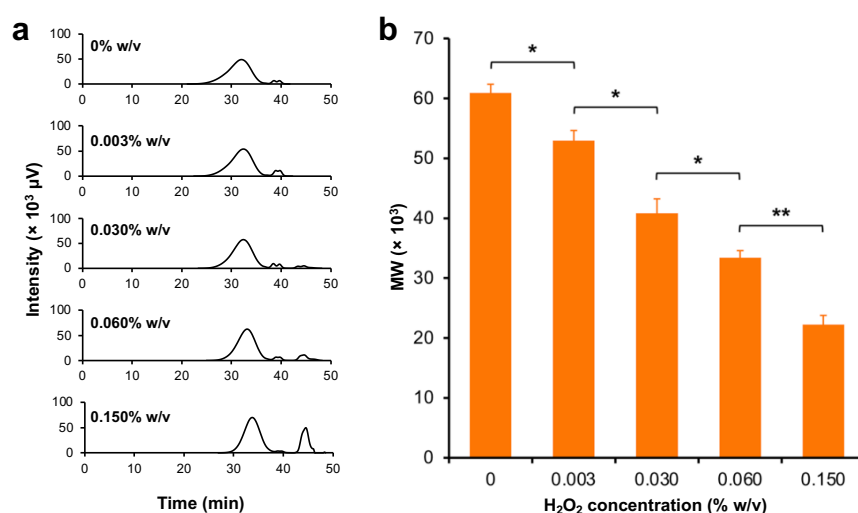 a
0% w/v
100
50
0
0 10 20 30 40 50
0.003% w/v
100
50
0
0 10 20 30 40 50
0.030% w/v
100
50
0
0 10 20 30 40 50
0.060% w/v
100
50
0
0 10 20 30 40 50
0.150% w/v
100
50
0
0 10 20 30 40 50
Intensity (× 10³ µV)
Time (min)
b
70
60
50
40
30
20
10
0
MW (× 10³)
*
*
*
**
0 0.003 0.030 0.060 0.150
H₂O₂ concentration (% w/v)